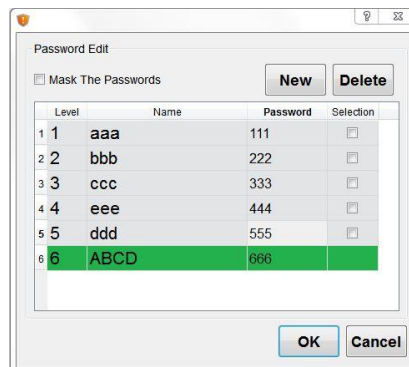 Password Edit
Mask The Passwords New Delete
Level Name Password Selection
1 1 aaa 111
2 2 bbb 222
3 3 ccc 333
4 4 eee 444
5 5 ddd 555
6 6 ABCD 666
OK Cancel